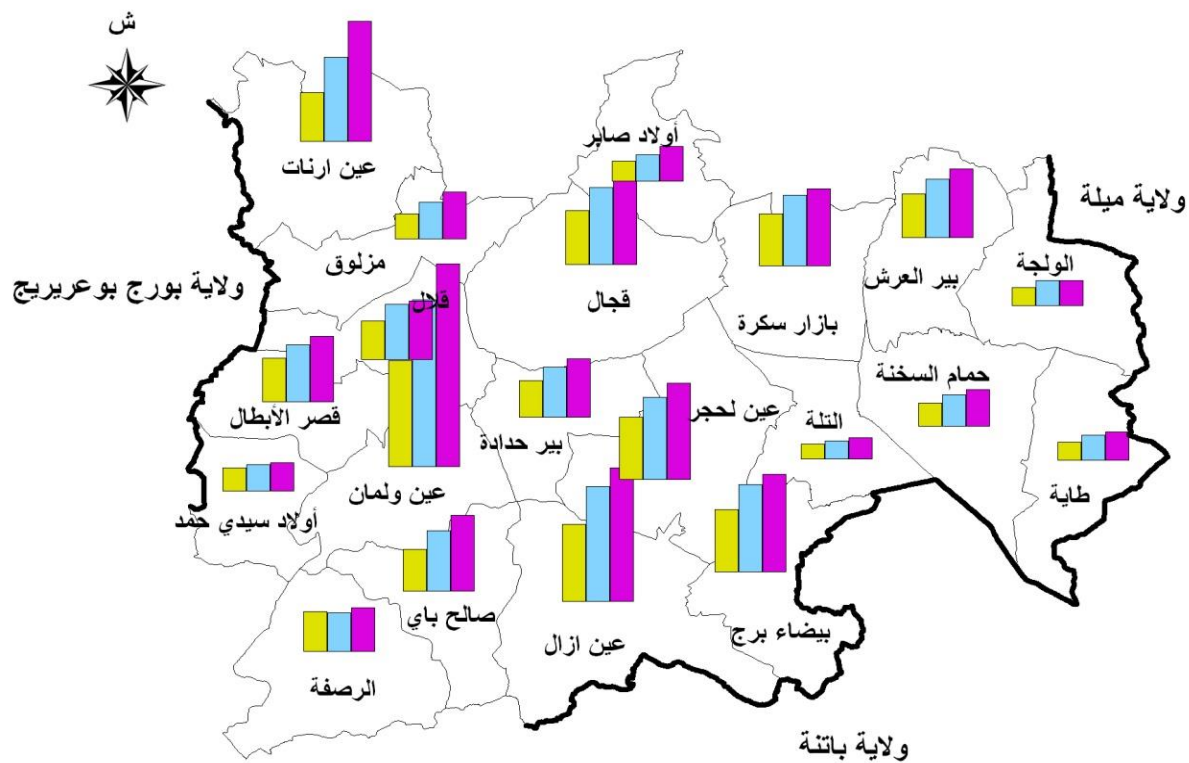 ش
أولاد صابر
عين ارنات
ولاية ميلة
مزلوق
الولجة
بير العرش
ولاية بورج بوعريريج
قلال
قجال
بازار سكرة
حمام السخنة
عين لحجر
قصر الأبطال
التلة
بير حدادة
عين ولمان
طاية
أولاد سيدي حمد
صالح باي
بيضاء برج
عين ازال
الرصفة
ولاية باتنة